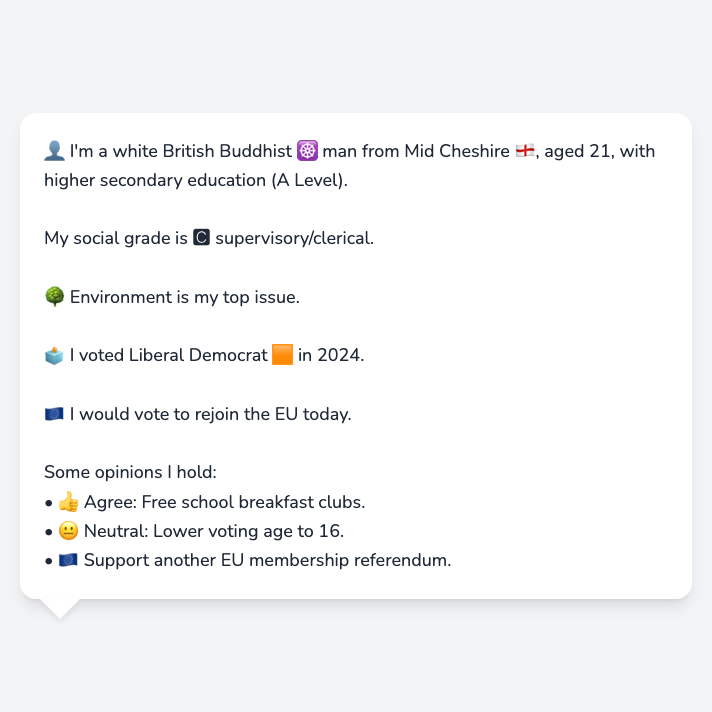 👤 I'm a white British Buddhist ☸️ man from Mid Cheshire 🏴󠁧󠁢󠁥󠁮󠁧󠁿, aged 21, with
higher secondary education (A Level).
My social grade is 🅲 supervisory/clerical.
🌳 Environment is my top issue.
🗳️ I voted Liberal Democrat 🟧 in 2024.
🇪🇺 I would vote to rejoin the EU today.
Some opinions I hold:
• 👍 Agree: Free school breakfast clubs.
• 😐 Neutral: Lower voting age to 16.
• 🇪🇺 Support another EU membership referendum.